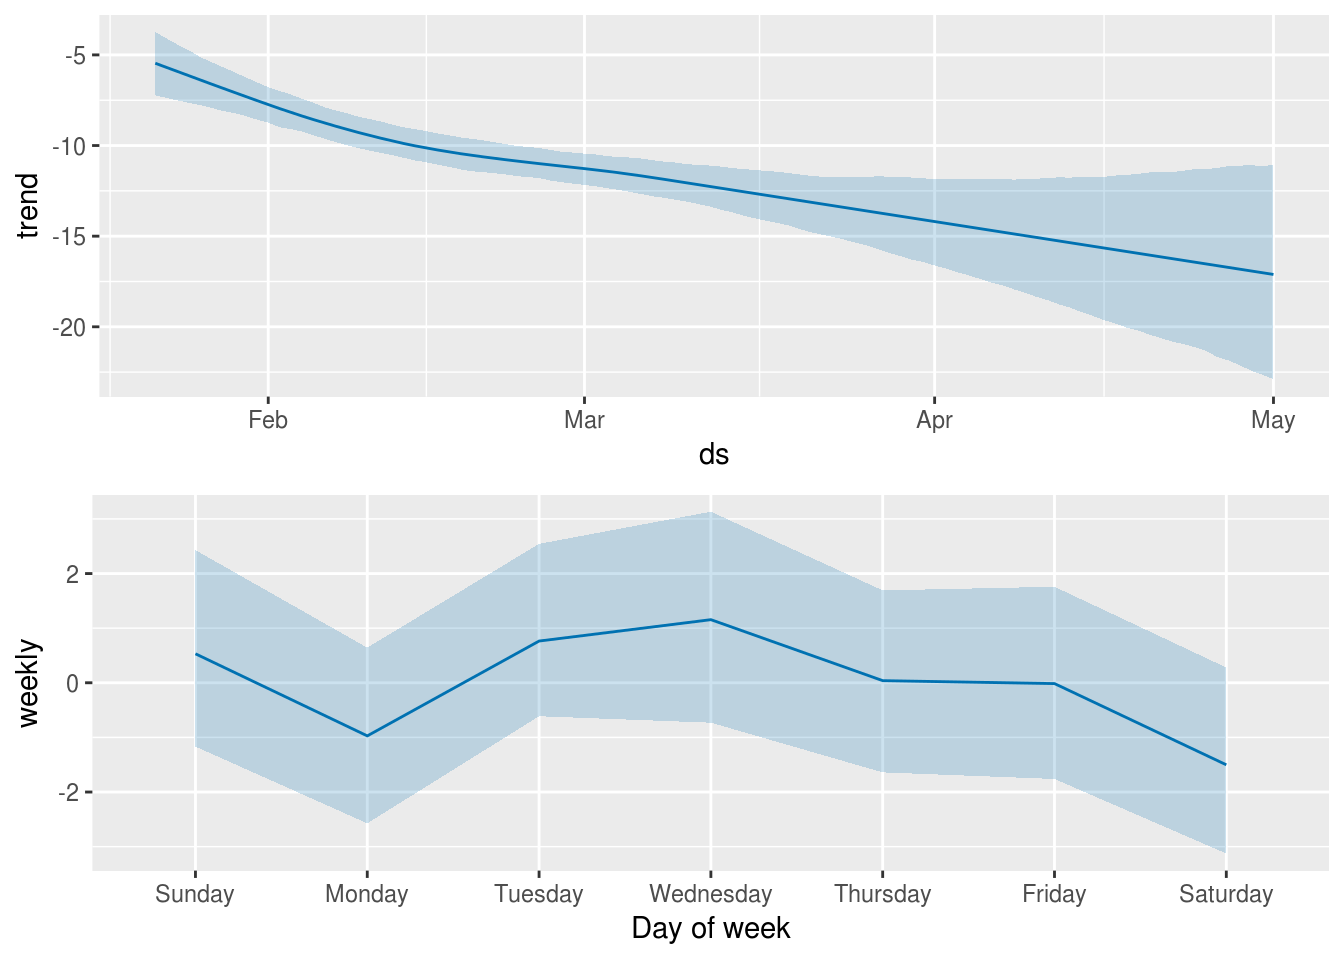 trend
-5
-10
-15
-20
Feb Mar Apr May
ds
weekly
2
0
-2
Sunday Monday Tuesday Wednesday Thursday Friday Saturday
Day of week